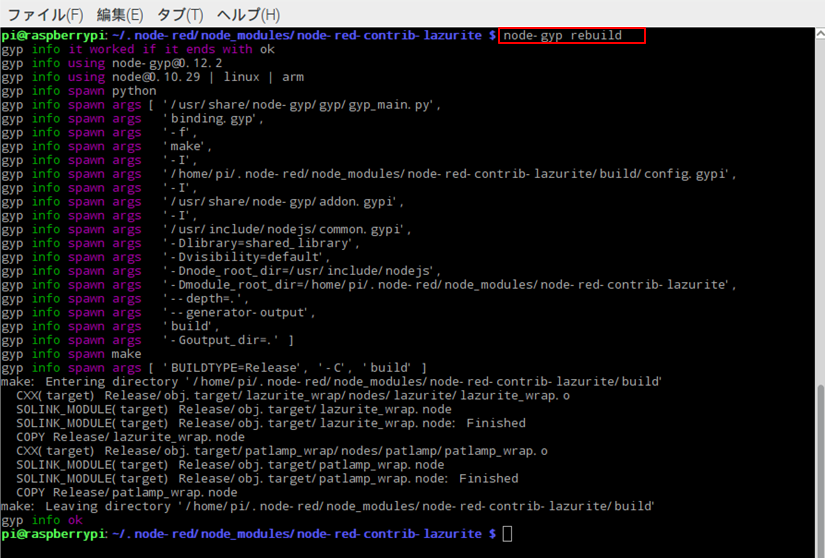 ファイル(F) 編集(E) タブ(T) ヘルプ(H)
pi@raspberrypi:~/.node-red/node_modules/node-red-contrib-lazurite $ node-gyp rebuild
gyp info it worked if it ends with ok
gyp info using node-gyp@0.12.2
gyp info using node@0.10.29 | linux | arm
gyp info spawn python
gyp info spawn args [ '/usr/share/node-gyp/gyp/gyp_main.py',
gyp info spawn args   'binding.gyp',
gyp info spawn args   '-f',
gyp info spawn args   'make',
gyp info spawn args   '-I',
gyp info spawn args   '/home/pi/.node-red/node_modules/node-red-contrib-lazurite/build/config.gypi',
gyp info spawn args   '-I',
gyp info spawn args   '/usr/share/node-gyp/addon.gypi',
gyp info spawn args   '-I',
gyp info spawn args   '/usr/include/nodejs/common.gypi',
gyp info spawn args   '-Dlibrary=shared_library',
gyp info spawn args   '-Dvisibility=default',
gyp info spawn args   '-Dnode_root_dir=/usr/include/nodejs',
gyp info spawn args   '-Dmodule_root_dir=/home/pi/.node-red/node_modules/node-red-contrib-lazurite',
gyp info spawn args   '--depth=.',
gyp info spawn args   '--generator-output',
gyp info spawn args   'build',
gyp info spawn args   '-Goutput_dir=.' ]
gyp info spawn make
gyp info spawn args [ 'BUILDTYPE=Release', '-C', 'build' ]
make: Entering directory '/home/pi/.node-red/node_modules/node-red-contrib-lazurite/build'
  CXX(target) Release/obj.target/lazurite_wrap/nodes/lazurite/lazurite_wrap.o
  SOLINK_MODULE(target) Release/obj.target/lazurite_wrap.node
  SOLINK_MODULE(target) Release/obj.target/lazurite_wrap.node: Finished
  COPY Release/lazurite_wrap.node
  CXX(target) Release/obj.target/patlamp_wrap/nodes/patlamp/patlamp_wrap.o
  SOLINK_MODULE(target) Release/obj.target/patlamp_wrap.node
  SOLINK_MODULE(target) Release/obj.target/patlamp_wrap.node: Finished
  COPY Release/patlamp_wrap.node
make: Leaving directory '/home/pi/.node-red/node_modules/node-red-contrib-lazurite/build'
gyp info ok
pi@raspberrypi:~/.node-red/node_modules/node-red-contrib-lazurite $